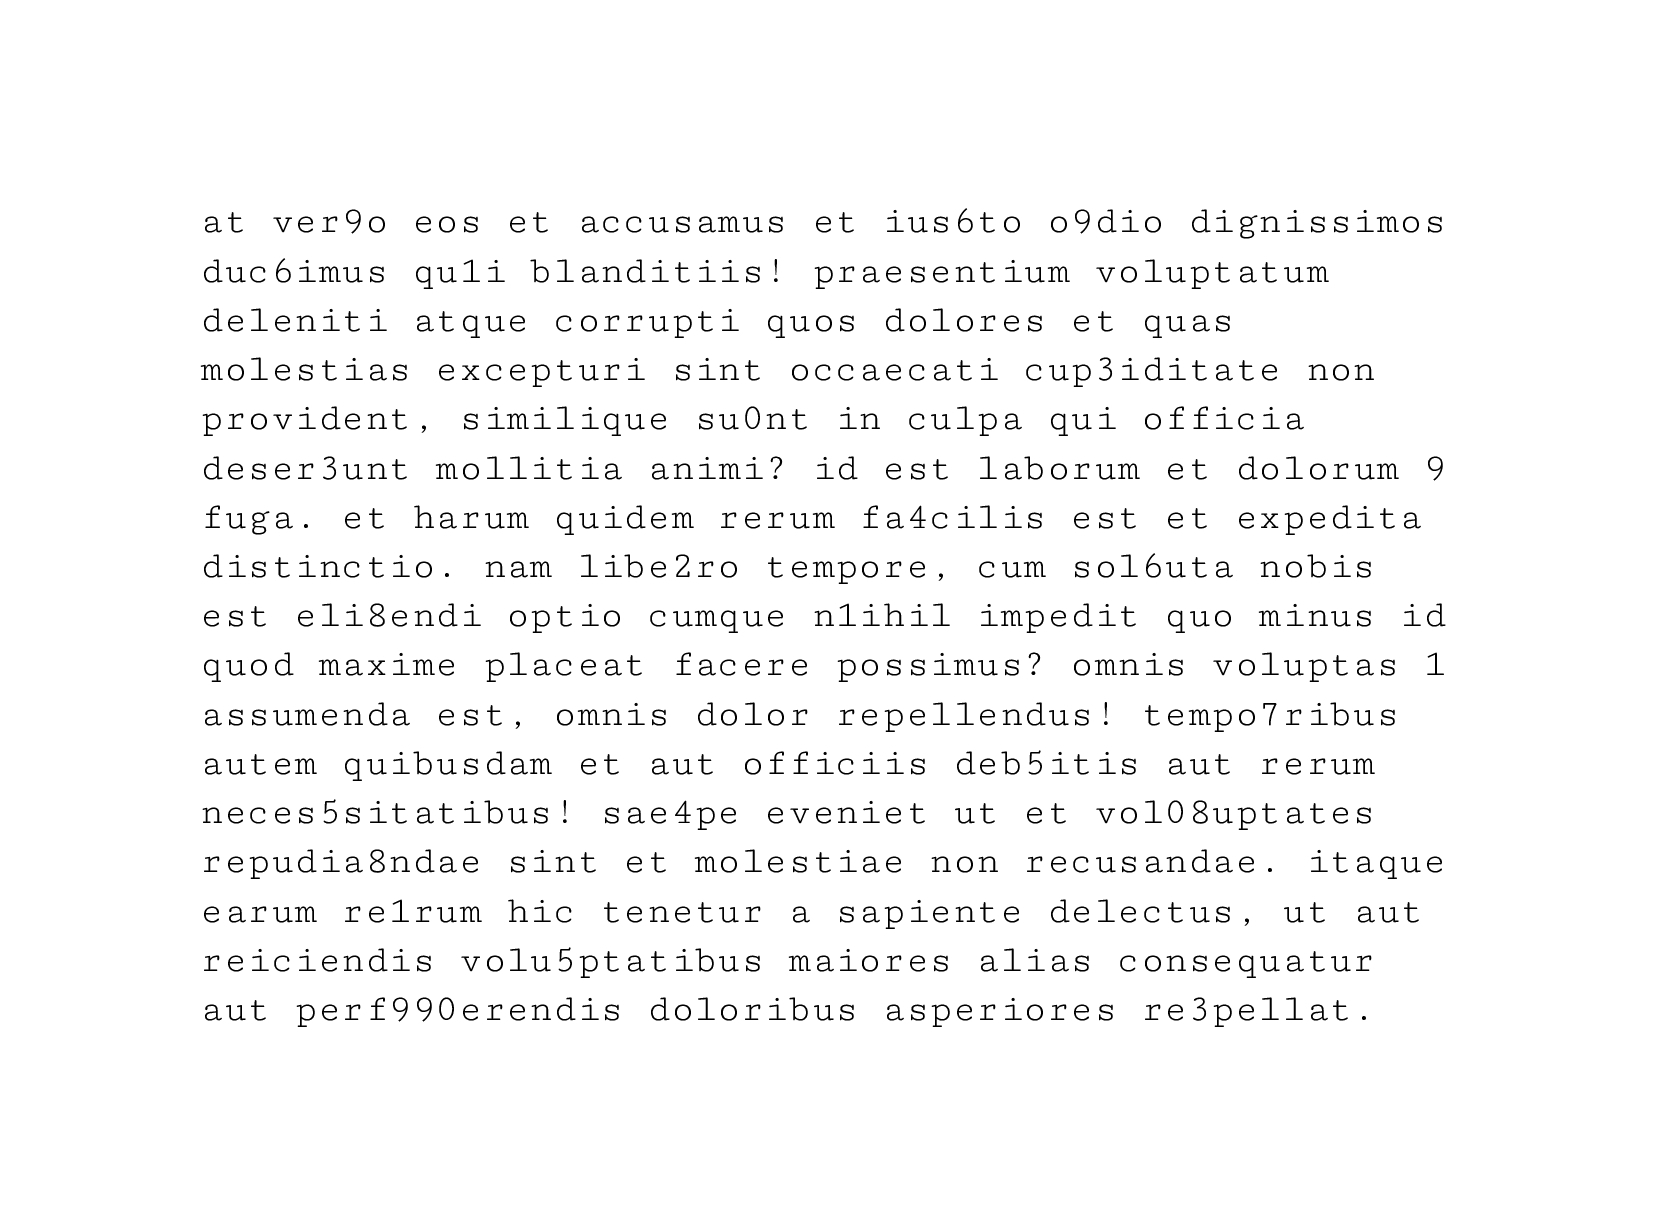 at ver9o eos et accusamus et ius6to o9dio dignissimos
duc6imus qu1i blanditiis! praesentium voluptatum
deleniti atque corrupti quos dolores et quas
molestias excepturi sint occaecati cup3iditate non
provident, similique su0nt in culpa qui officia
deser3unt mollitia animi? id est laborum et dolorum 9
fuga. et harum quidem rerum fa4cilis est et expedita
distinctio. nam libe2ro tempore, cum sol6uta nobis
est eli8endi optio cumque n1ihil impedit quo minus id
quod maxime placeat facere possimus? omnis voluptas 1
assumenda est, omnis dolor repellendus! tempo7ribus
autem quibusdam et aut officiis deb5itis aut rerum
neces5sitatibus! sae4pe eveniet ut et vol08uptates
repudia8ndae sint et molestiae non recusandae. itaque
earum re1rum hic tenetur a sapiente delectus, ut aut
reiciendis volu5ptatibus maiores alias consequatur
aut perf990erendis doloribus asperiores re3pellat.